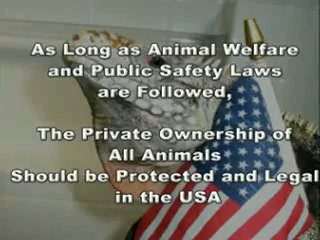 As Long as Animal Welfare
and Public Safety Laws
are Followed,
The Private Ownership of
All Animals
Should be Protected and Legal
in the USA